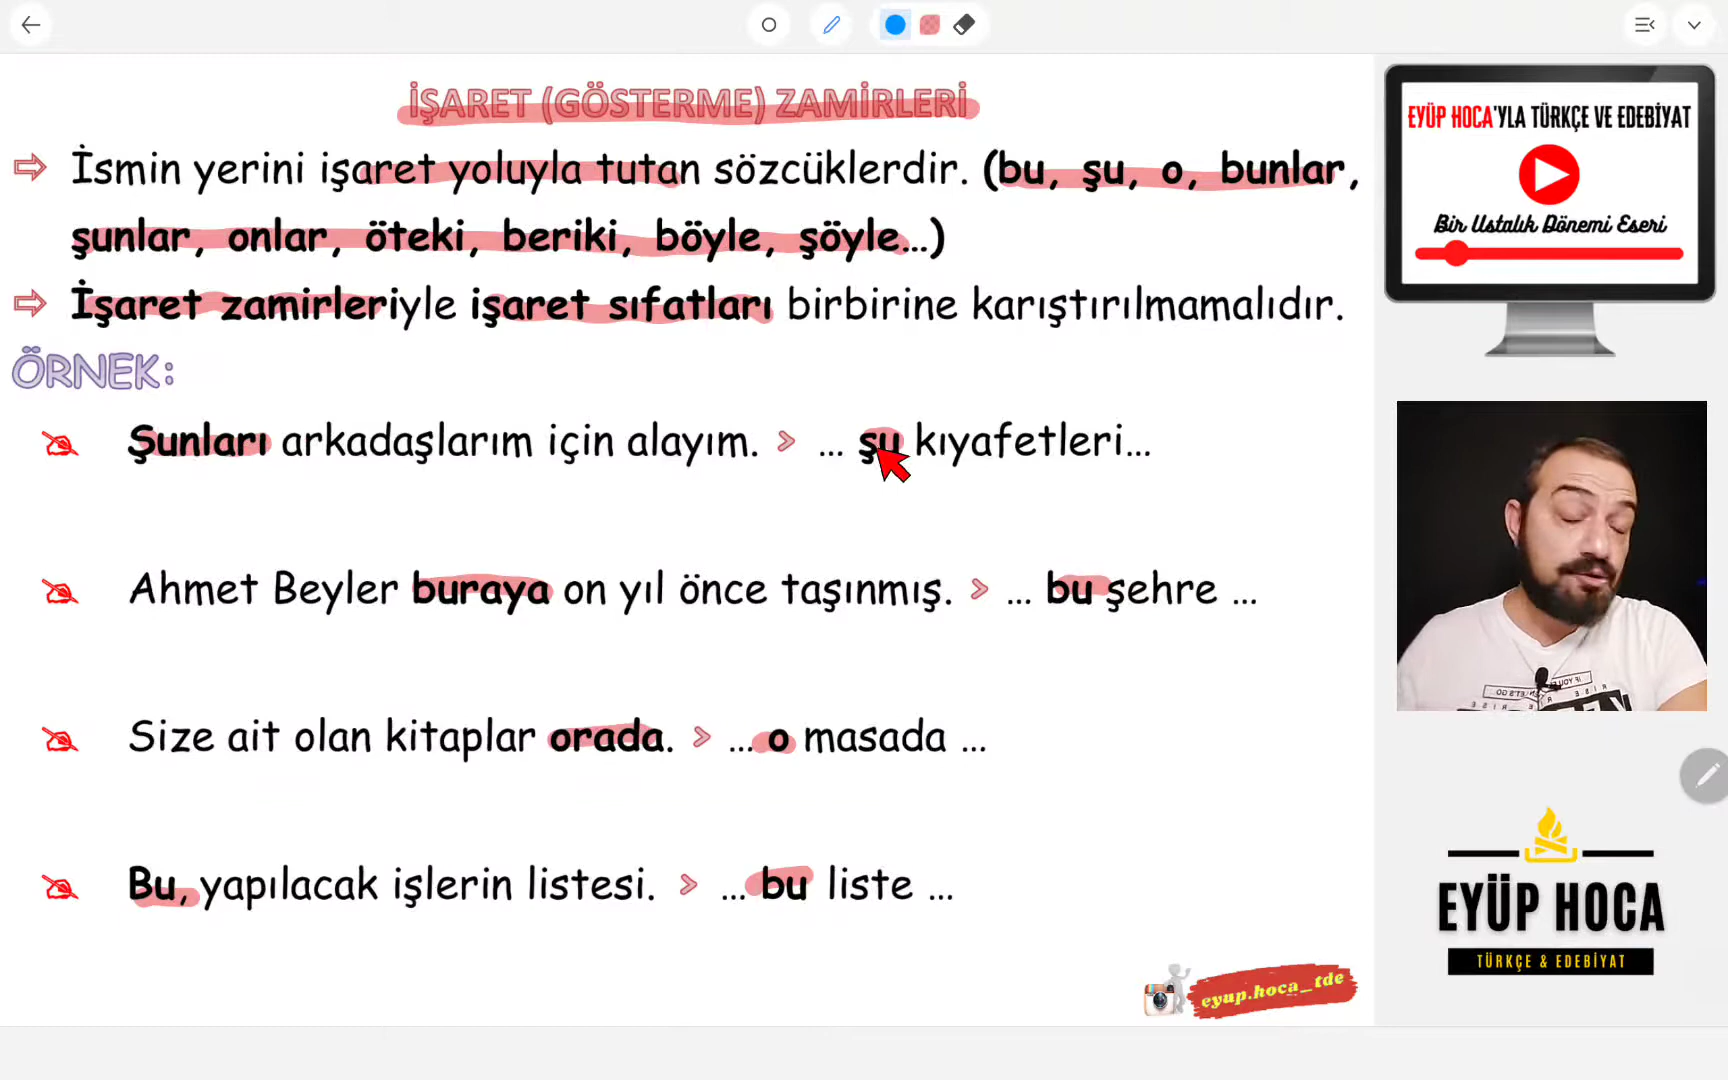 İŞARET (GÖSTERME) ZAMİRLERİ
İsmin yerini işaret yoluyla tutan sözcüklerdir. (bu, şu, o, bunlar,
şunlar, onlar, öteki, beriki, böyle, şöyle...)
İşaret zamirleriyle işaret sıfatları birbirine karıştırılmamalıdır.
ÖRNEK:
Şunları arkadaşlarım için alayım. > ... şu kıyafetleri...
Ahmet Beyler buraya on yıl önce taşınmış. > ... bu şehre ...
Size ait olan kitaplar orada. > ... o masada ...
Bu, yapılacak işlerin listesi. > ... bu liste ...
eyup.hoca_tde
EYÜP HOCA'YLA TÜRKÇE VE EDEBİYAT
Bir Ustalık Dönemi Eseri
EYÜP HOCA
TÜRKÇE & EDEBİYAT